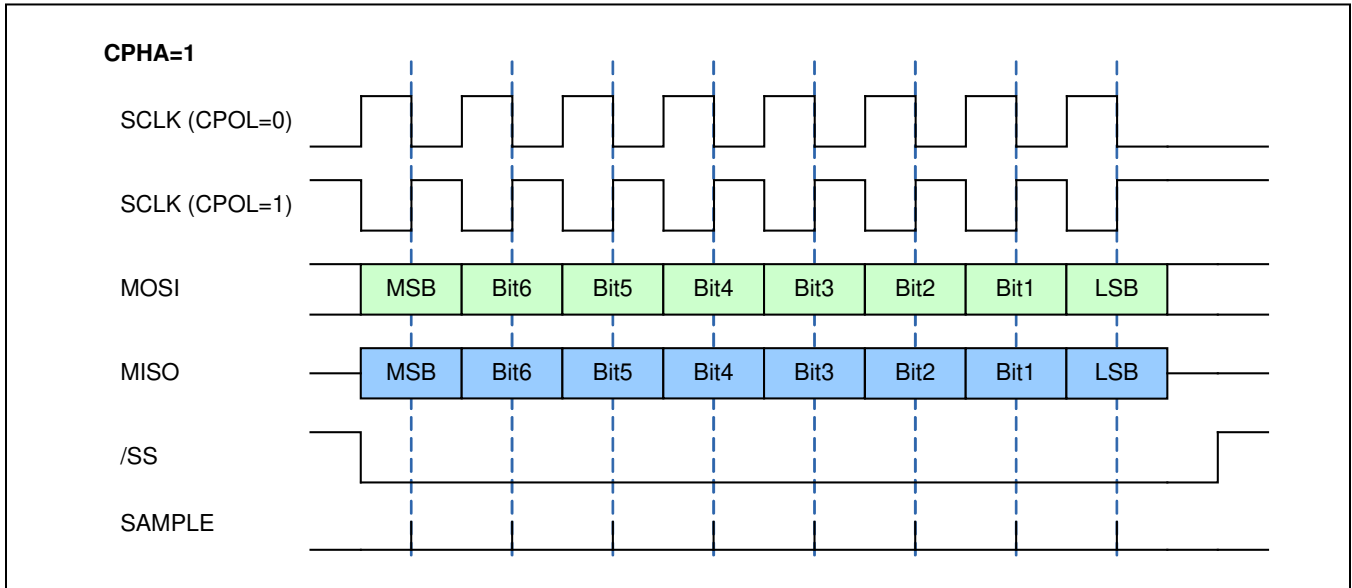 CPHA=1
SCLK (CPOL=0)
SCLK (CPOL=1)
MOSI MSB Bit6 Bit5 Bit4 Bit3 Bit2 Bit1 LSB
MISO MSB Bit6 Bit5 Bit4 Bit3 Bit2 Bit1 LSB
/SS
SAMPLE